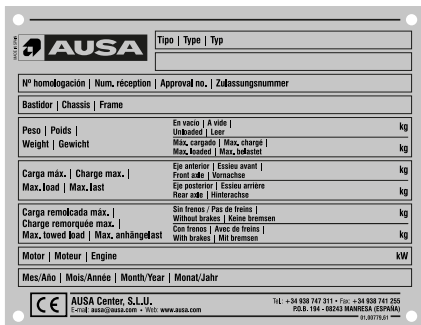 AUSA
Tipo | Type | Typ
Nº homologación | Num. réception | Approval no. | Zulassungsnummer
Bastidor | Chassis | Frame
Peso | Poids |
Weight | Gewicht
En vacío | A vide |
Unloaded | Leer
kg
Máx. cargado | Max. chargé |
Max. loaded | Max. belastet
kg
Carga máx. | Charge max. |
Max. load | Max. last
Eje anterior | Essieu avant |
Front axle | Vornachse
kg
Eje posterior | Essieu arrière
Rear axle | Hinterachse
kg
Carga remolcada máx. |
Charge remorquée max. |
Max. towed load | Max. anhängelast
Sin frenos / Pas de freins |
Without brakes | Keine bremsen
kg
Con frenos | Avec de freins |
With brakes | Mit bremsen
kg
Motor | Moteur | Engine
kW
Mes/Año | Mois/Année | Month/Year | Monat/Jahr
CE
AUSA Center, S.L.U.
E-mail: ausa@ausa.com • Web: www.ausa.com
Tel.: +34 938 747 311 • Fax: +34 938 741 255
P.O.B. 194 - 08243 MANRESA (ESPAÑA)
01.00779.61